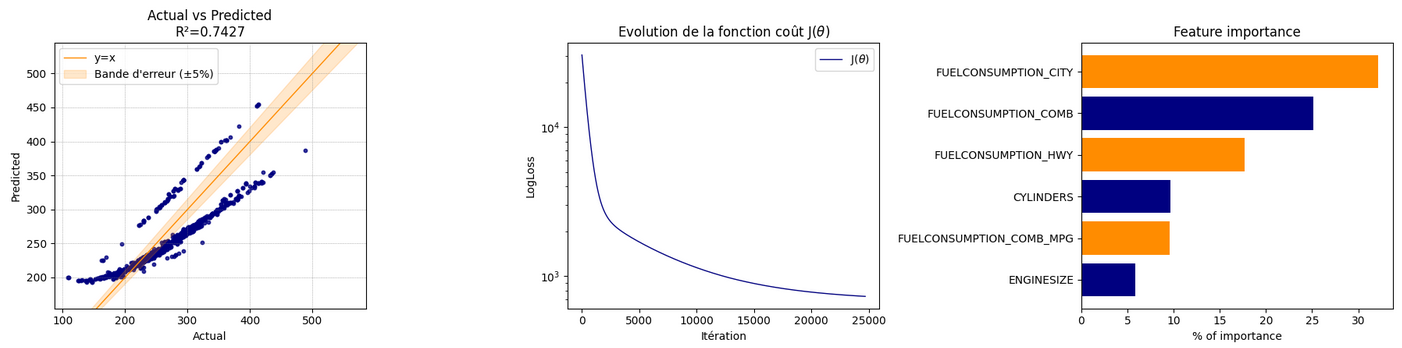 Actual vs Predicted
R²=0.7427
y=x
Bande d'erreur (±5%)
500
450
400
350
300
250
200
Predicted
100
200
300
400
500
Actual
Evolution de la fonction coût J(θ)
J(θ)
10⁴
10³
LogLoss
0
5000
10000
15000
20000
25000
Itération
Feature importance
FUELCONSUMPTION_CITY
FUELCONSUMPTION_COMB
FUELCONSUMPTION_HWY
CYLINDERS
FUELCONSUMPTION_COMB_MPG
ENGINESIZE
0
5
10
15
20
25
30
% of importance